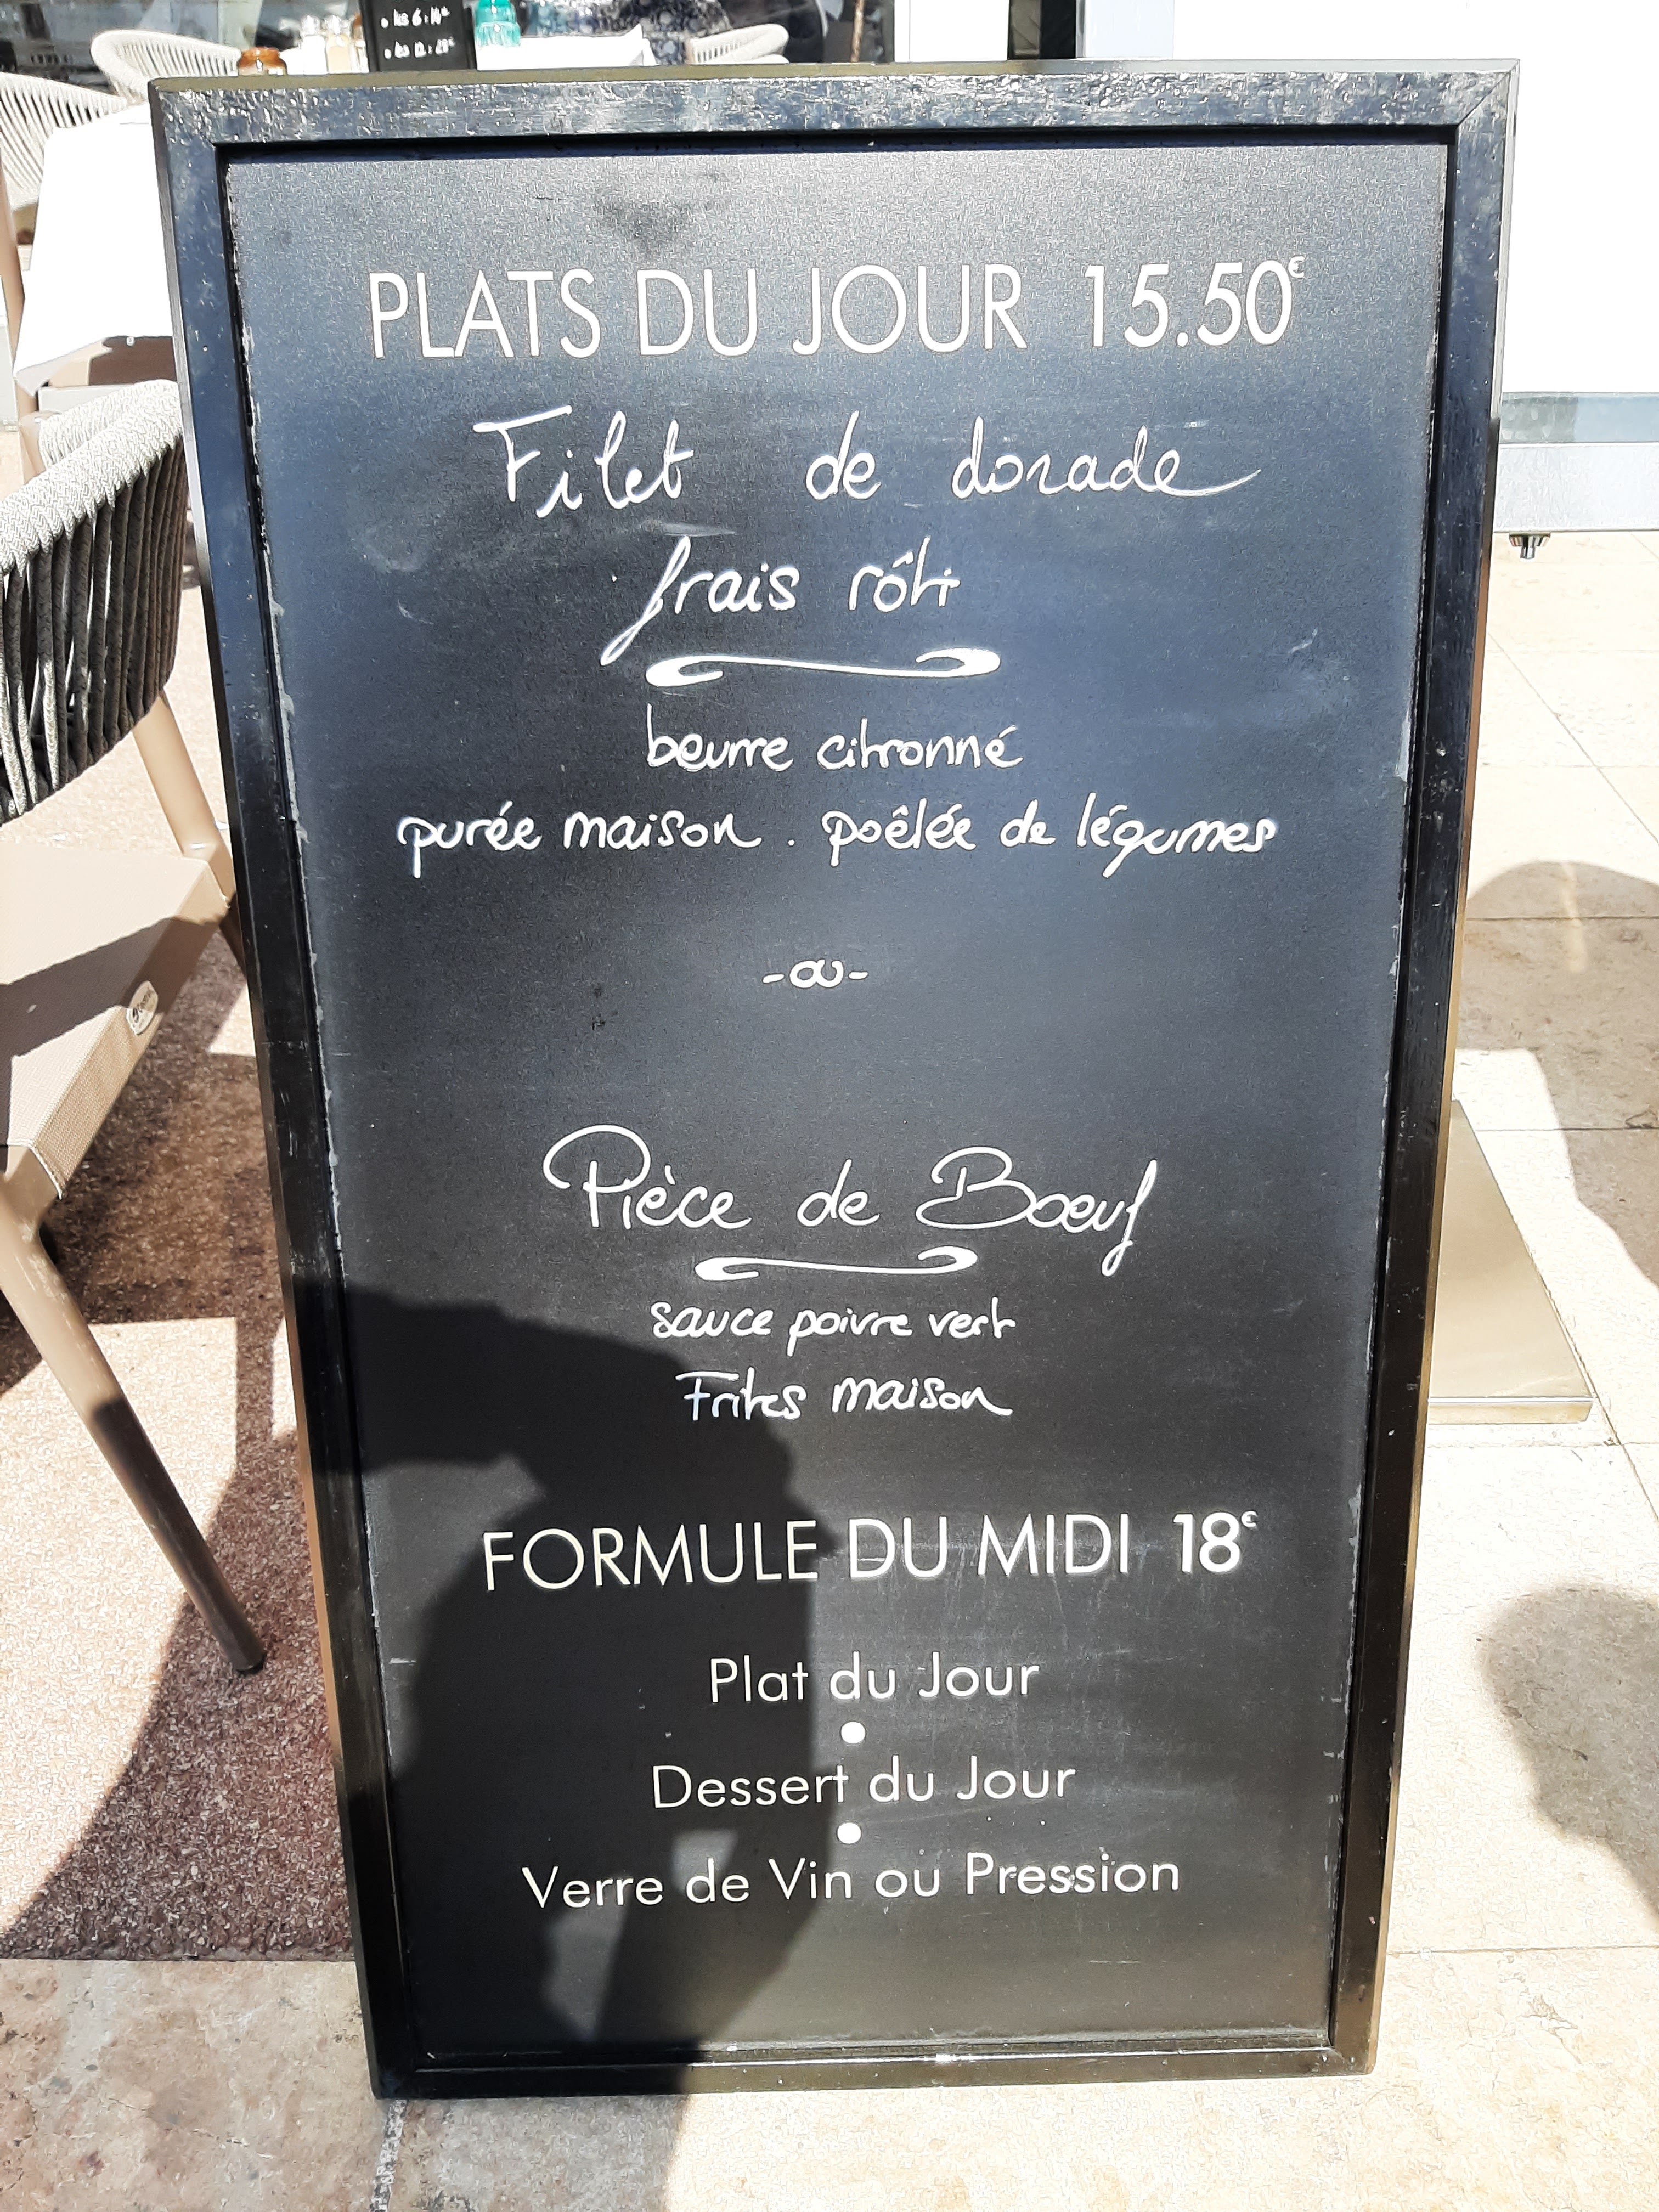 PLATS DU JOUR 15.50€
Filet de dorade
frais rôti
beurre citronné
purée maison . poêlée de légumes
-ou-
Pièce de Boeuf
sauce poivre vert
Frites maison
FORMULE DU MIDI 18€
Plat du Jour
Dessert du Jour
Verre de Vin ou Pression